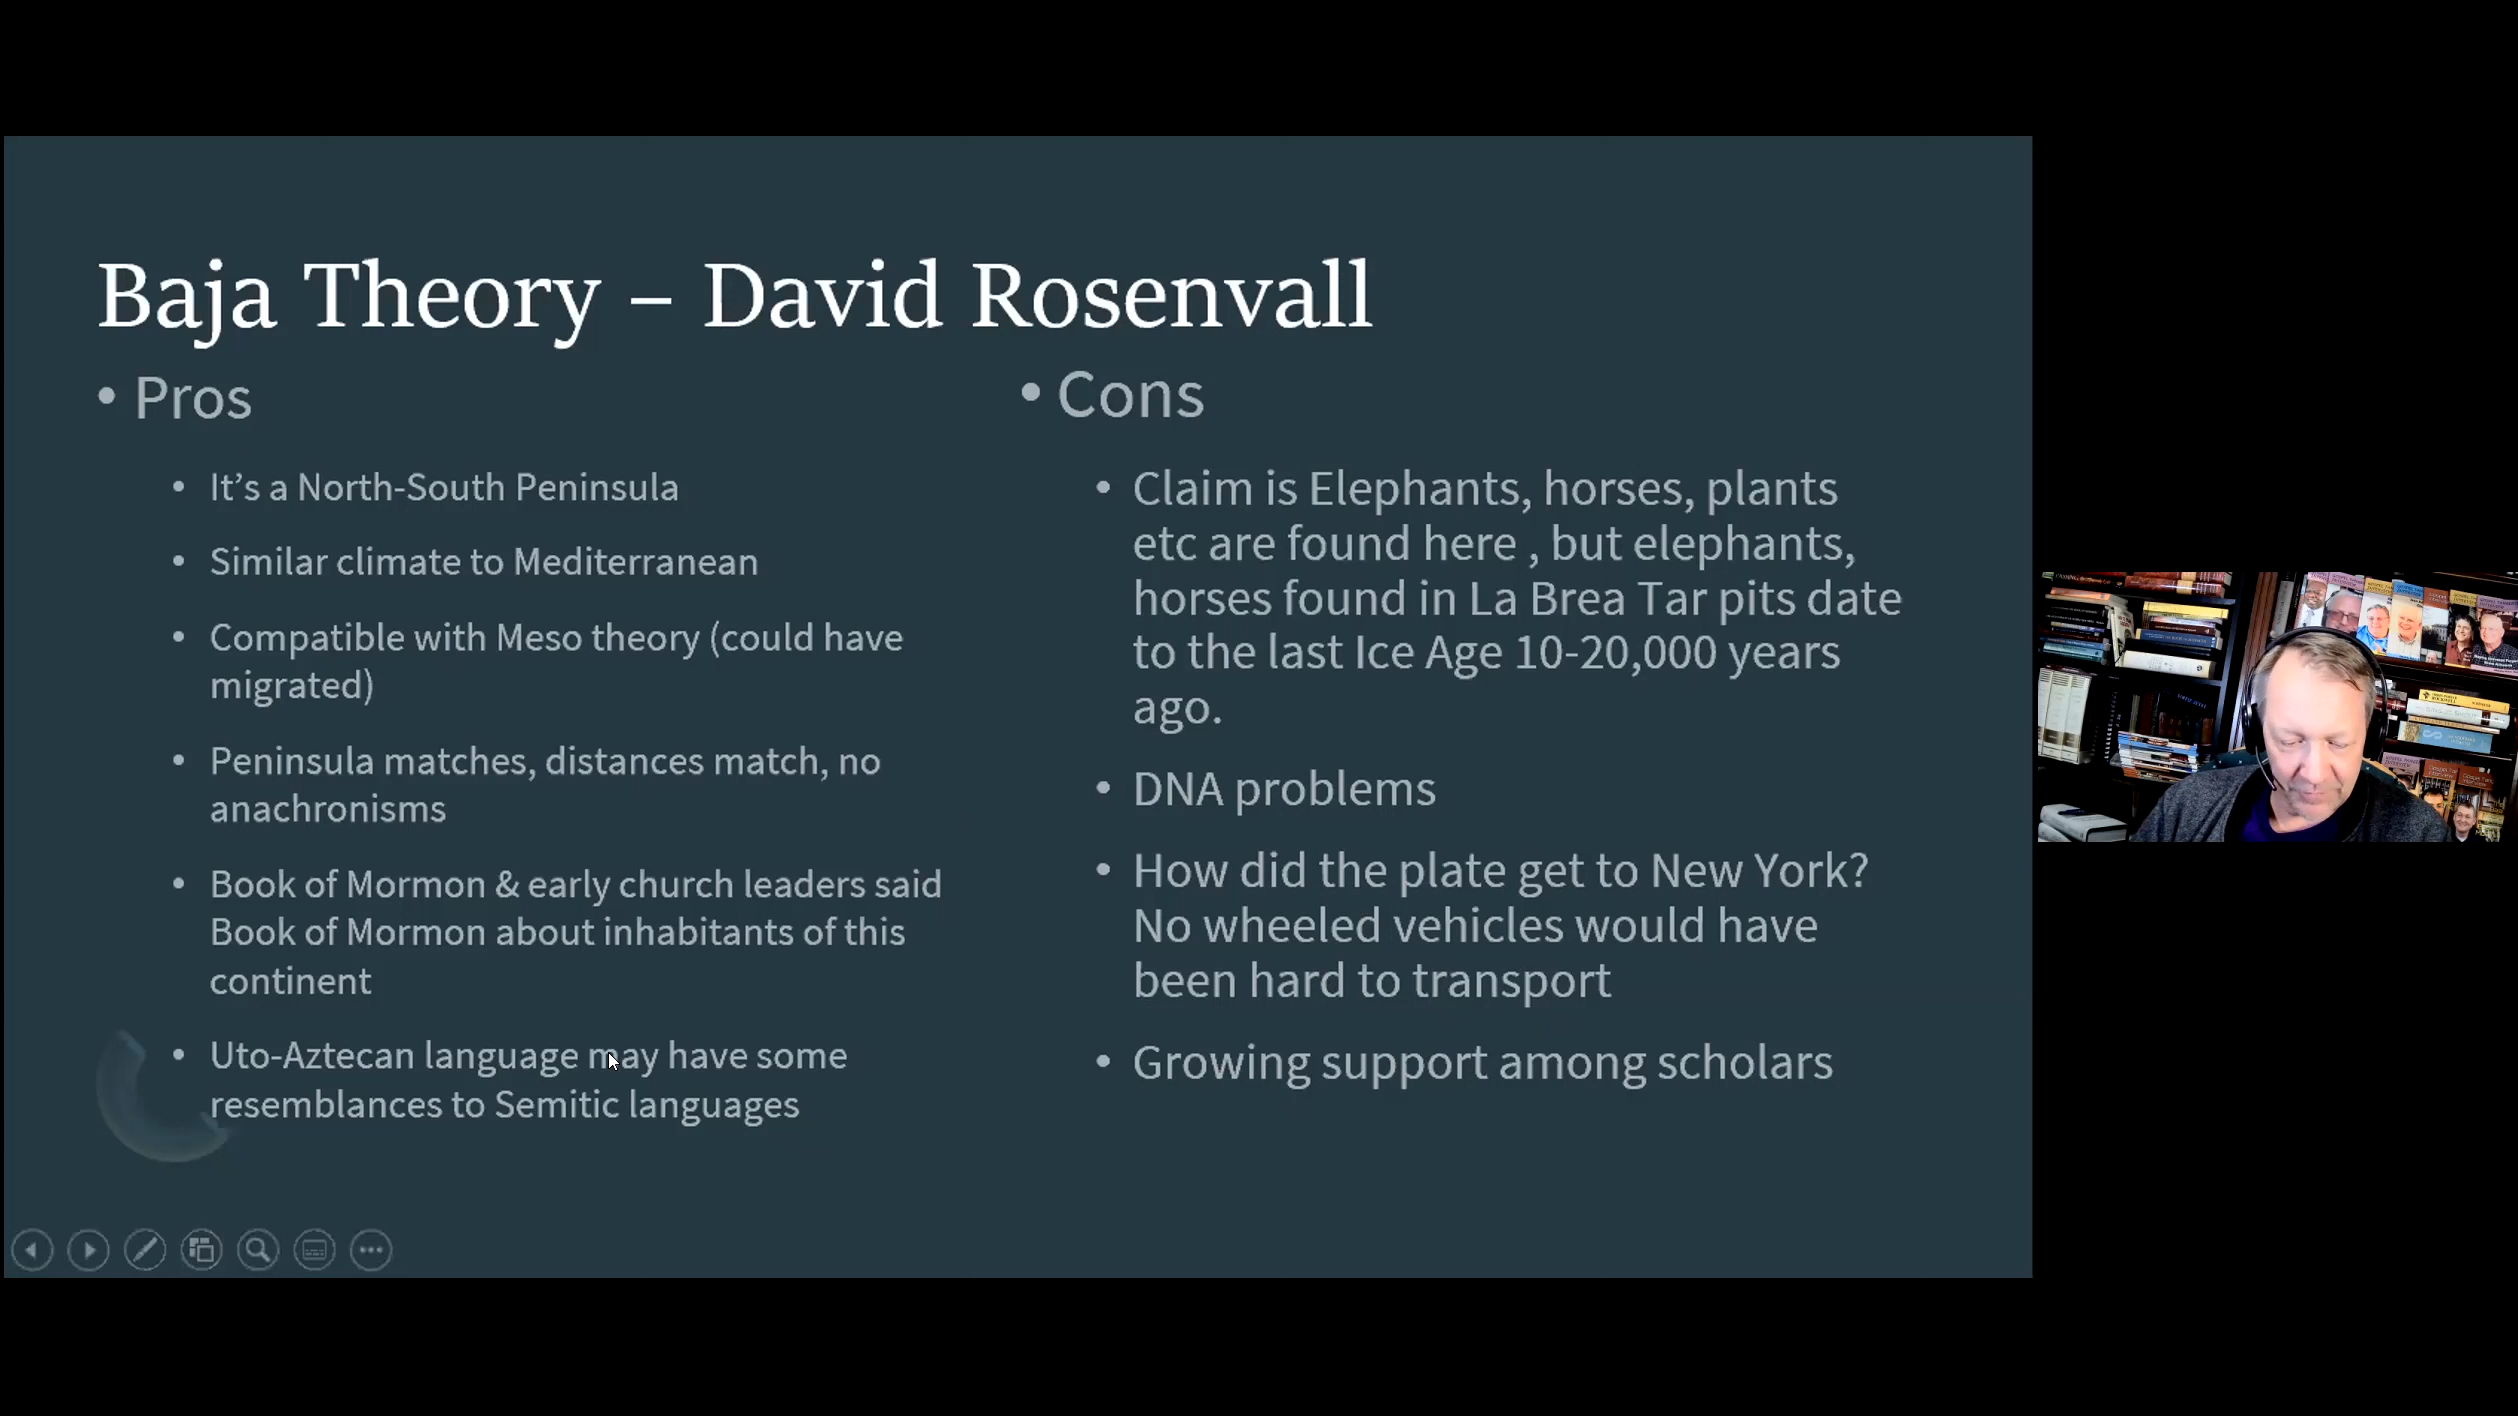 Baja Theory – David Rosenvall
• Pros
• It's a North-South Peninsula
• Similar climate to Mediterranean
• Compatible with Meso theory (could have
migrated)
• Peninsula matches, distances match, no
anachronisms
• Book of Mormon & early church leaders said
Book of Mormon about inhabitants of this
continent
• Uto-Aztecan language may have some
resemblances to Semitic languages
• Cons
• Claim is Elephants, horses, plants
etc are found here , but elephants,
horses found in La Brea Tar pits date
to the last Ice Age 10-20,000 years
ago.
• DNA problems
• How did the plate get to New York?
No wheeled vehicles would have
been hard to transport
• Growing support among scholars